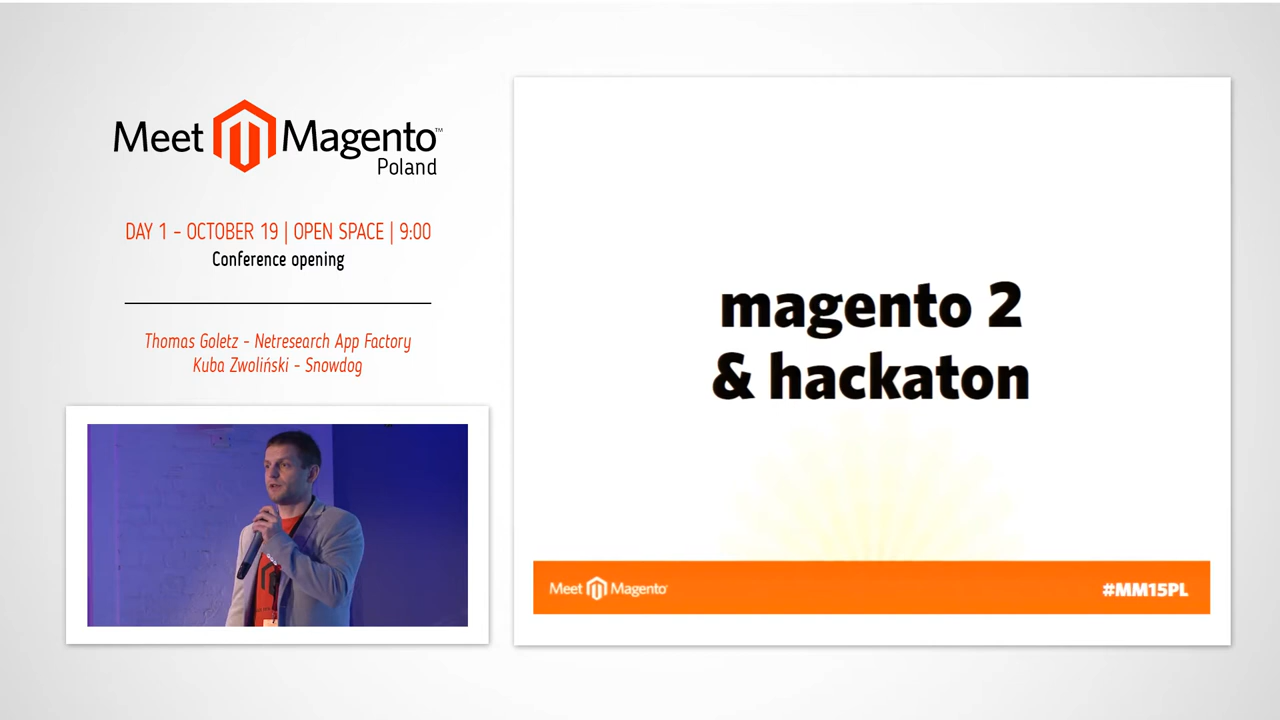 Meet Magento™
Poland
DAY 1 - OCTOBER 19 | OPEN SPACE | 9:00
Conference opening
Thomas Goletz - Netresearch App Factory
Kuba Zwoliński - Snowdog
magento 2
& hackaton
Meet Magento
#MM15PL